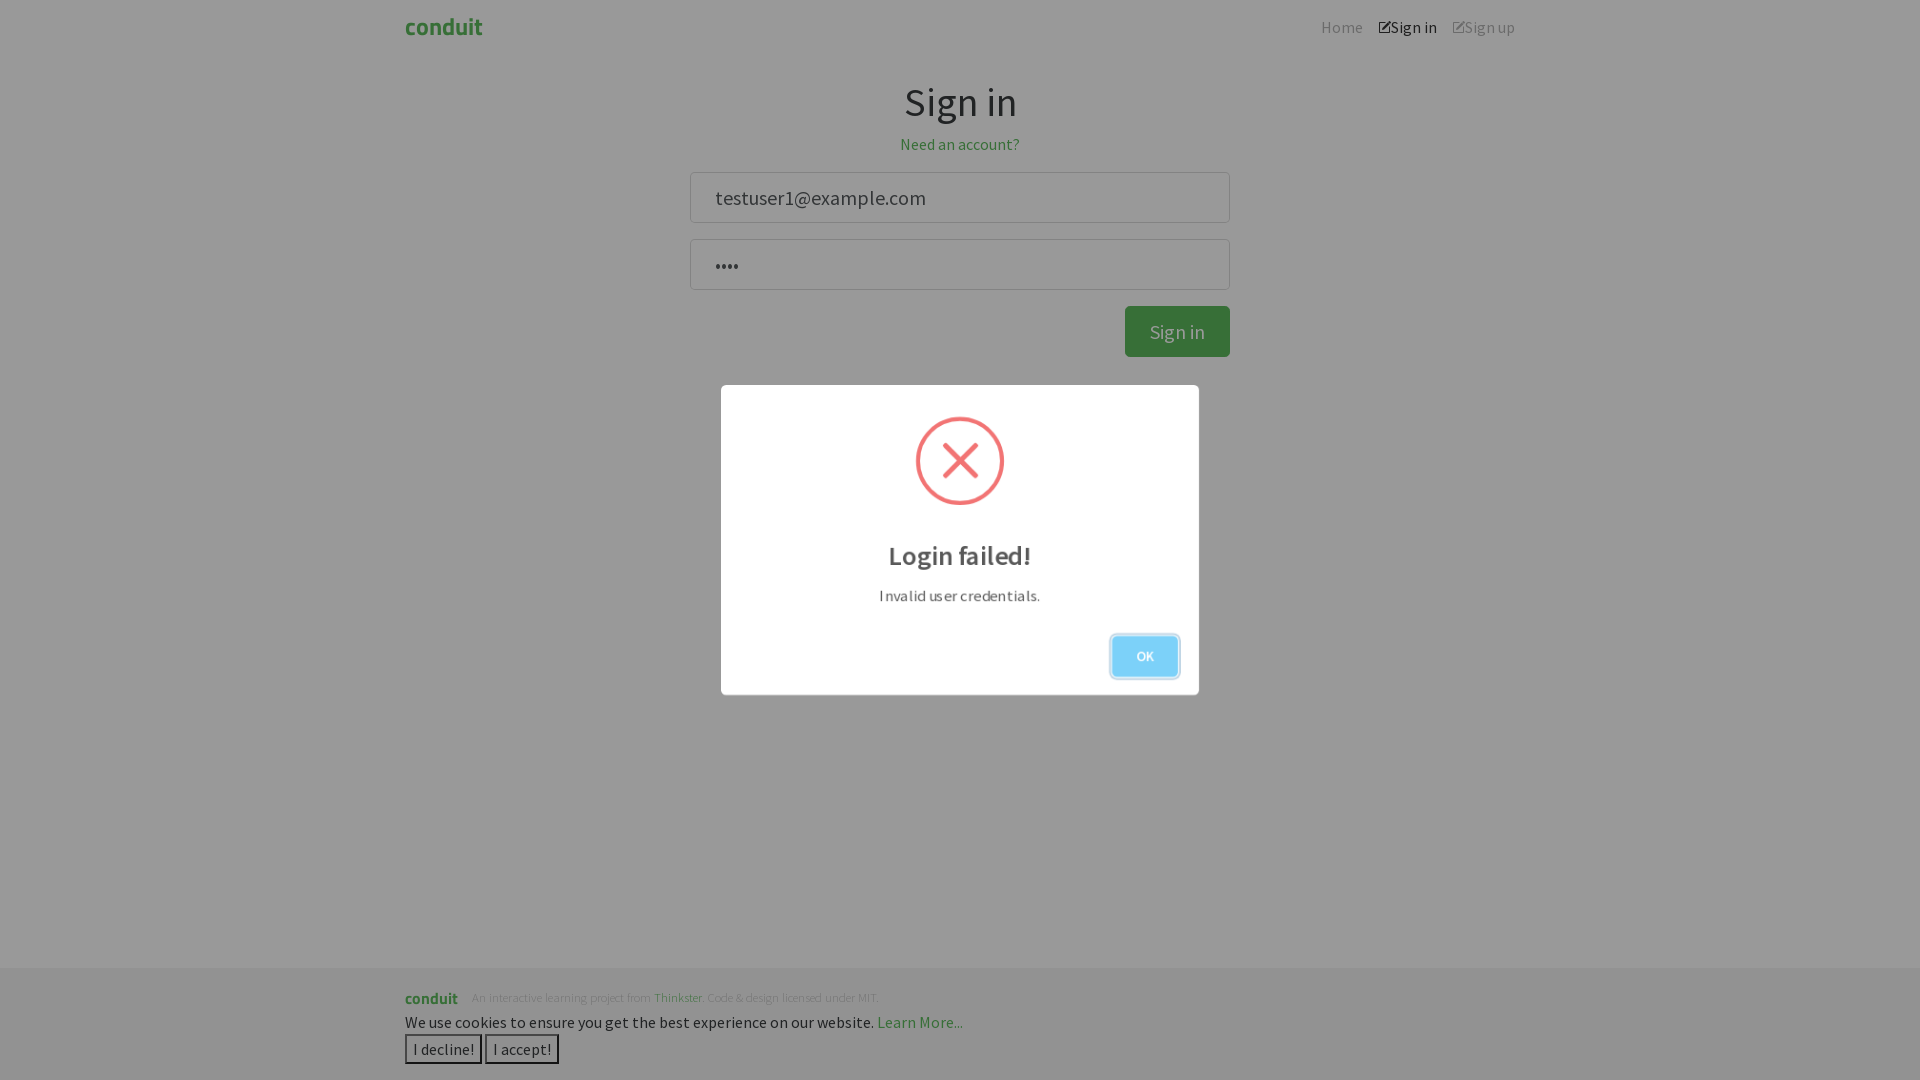 conduit
Home Sign in Sign up
Sign in
Need an account?
testuser1@example.com
••••
Sign in
Login failed!
Invalid user credentials.
OK
conduit An interactive learning project from Thinkster. Code & design licensed under MIT.
We use cookies to ensure you get the best experience on our website. Learn More...
I decline! I accept!